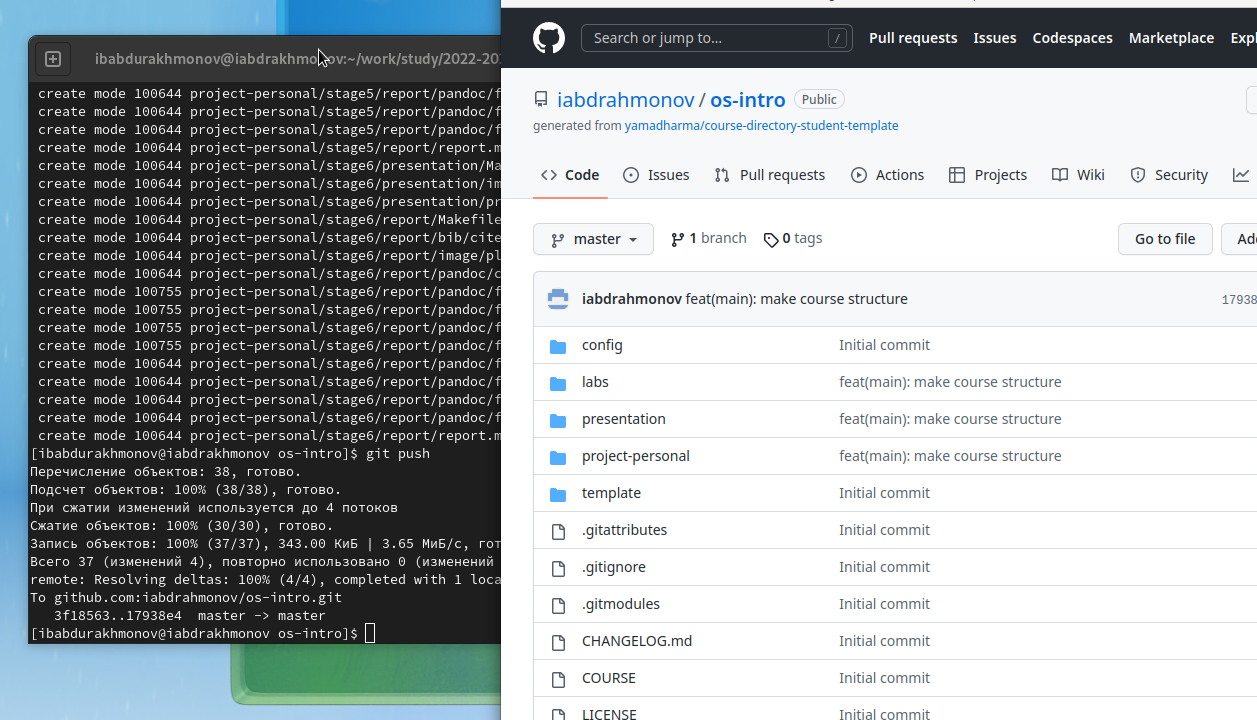 ibabdurakhmonov@iabdrakhmonov:~/work/study/2022-20
create mode 100644 project-personal/stage5/report/pandoc/f
create mode 100644 project-personal/stage5/report/pandoc/f
create mode 100644 project-personal/stage5/report/pandoc/f
create mode 100644 project-personal/stage5/report/report.m
create mode 100644 project-personal/stage6/presentation/Ma
create mode 100644 project-personal/stage6/presentation/im
create mode 100644 project-personal/stage6/presentation/pr
create mode 100644 project-personal/stage6/report/Makefile
create mode 100644 project-personal/stage6/report/bib/cite
create mode 100644 project-personal/stage6/report/image/pl
create mode 100644 project-personal/stage6/report/pandoc/c
create mode 100755 project-personal/stage6/report/pandoc/f
create mode 100755 project-personal/stage6/report/pandoc/f
create mode 100755 project-personal/stage6/report/pandoc/f
create mode 100755 project-personal/stage6/report/pandoc/f
create mode 100644 project-personal/stage6/report/pandoc/f
create mode 100644 project-personal/stage6/report/pandoc/f
create mode 100644 project-personal/stage6/report/pandoc/f
create mode 100644 project-personal/stage6/report/pandoc/f
create mode 100644 project-personal/stage6/report/report.m
[ibabdurakhmonov@iabdrakhmonov os-intro]$ git push
Перечисление объектов: 38, готово.
Подсчет объектов: 100% (38/38), готово.
При сжатии изменений используется до 4 потоков
Сжатие объектов: 100% (30/30), готово.
Запись объектов: 100% (37/37), 343.00 КиБ | 3.65 МиБ/с, гот
Всего 37 (изменений 4), повторно использовано 0 (изменений
remote: Resolving deltas: 100% (4/4), completed with 1 loca
To github.com:iabdrahmonov/os-intro.git
3f18563..17938e4 master -> master
[ibabdurakhmonov@iabdrakhmonov os-intro]$
Search or jump to... / Pull requests Issues Codespaces Marketplace Expl
iabdrahmonov / os-intro Public
generated from yamadharma/course-directory-student-template
Code Issues Pull requests Actions Projects Wiki Security
master 1 branch 0 tags Go to file Ad
iabdrahmonov feat(main): make course structure 17938
config Initial commit
labs feat(main): make course structure
presentation feat(main): make course structure
project-personal feat(main): make course structure
template Initial commit
.gitattributes Initial commit
.gitignore Initial commit
.gitmodules Initial commit
CHANGELOG.md Initial commit
COURSE Initial commit
LICENSE Initial commit